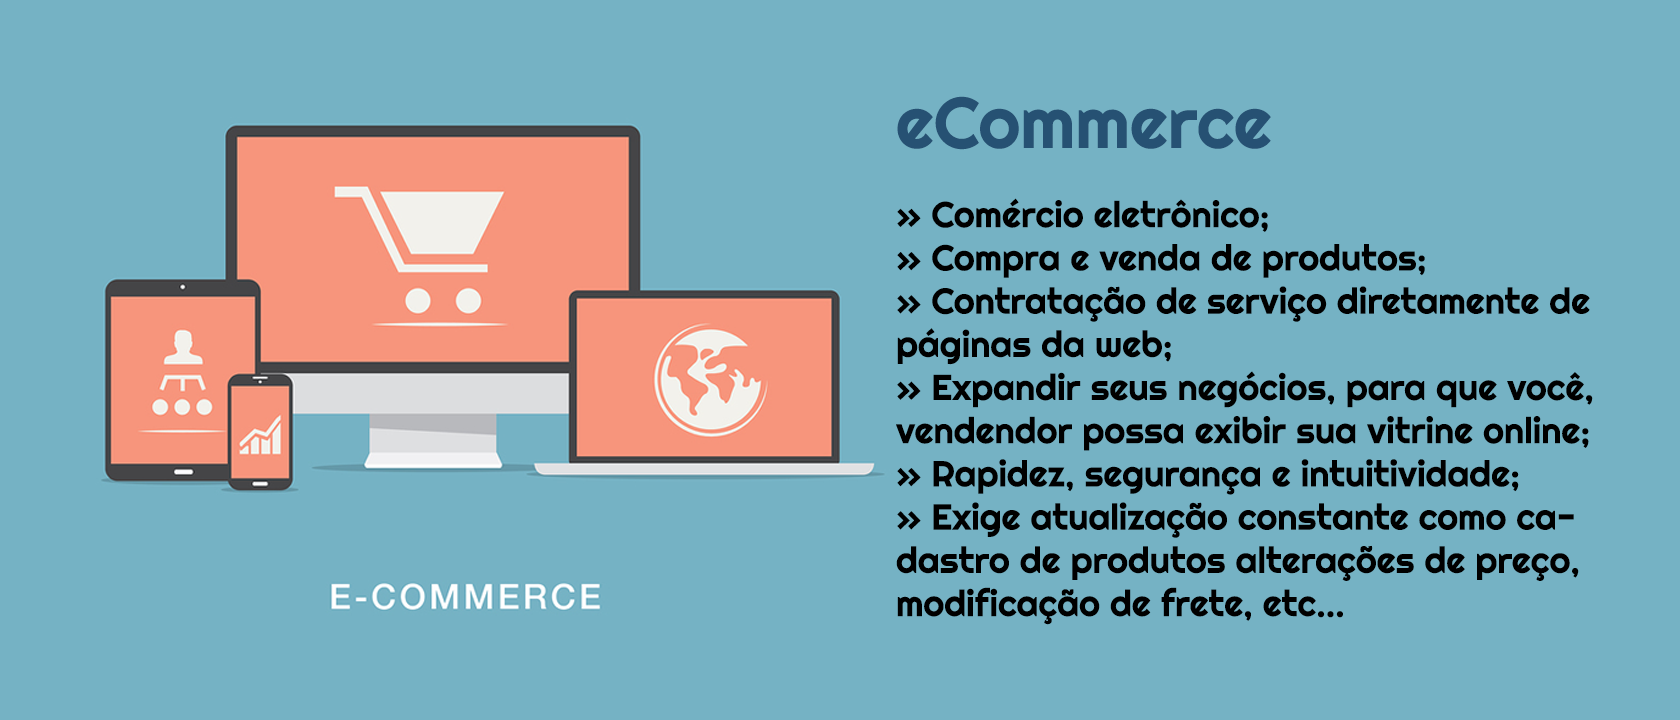 eCommerce
» Comércio eletrônico;
» Compra e venda de produtos;
» Contratação de serviço diretamente de
páginas da web;
» Expandir seus negócios, para que você,
vendendor possa exibir sua vitrine online;
» Rapidez, segurança e intuitividade;
» Exige atualização constante como ca-
dastro de produtos alterações de preço,
modificação de frete, etc...
E-COMMERCE